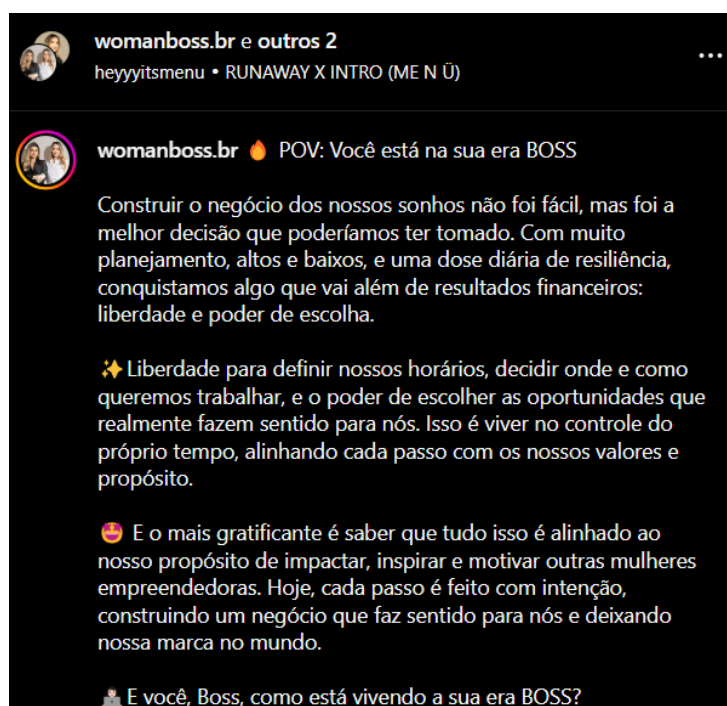 womanboss.br e outros 2
heyyyitsmenu • RUNAWAY X INTRO (ME N Ü)
womanboss.br 🔥 POV: Você está na sua era BOSS
Construir o negócio dos nossos sonhos não foi fácil, mas foi a
melhor decisão que poderíamos ter tomado. Com muito
planejamento, altos e baixos, e uma dose diária de resiliência,
conquistamos algo que vai além de resultados financeiros:
liberdade e poder de escolha.
✨Liberdade para definir nossos horários, decidir onde e como
queremos trabalhar, e o poder de escolher as oportunidades que
realmente fazem sentido para nós. Isso é viver no controle do
próprio tempo, alinhando cada passo com os nossos valores e
propósito.
🤩 E o mais gratificante é saber que tudo isso é alinhado ao
nosso propósito de impactar, inspirar e motivar outras mulheres
empreendedoras. Hoje, cada passo é feito com intenção,
construindo um negócio que faz sentido para nós e deixando
nossa marca no mundo.
👩🏻‍💻 E você, Boss, como está vivendo a sua era BOSS?